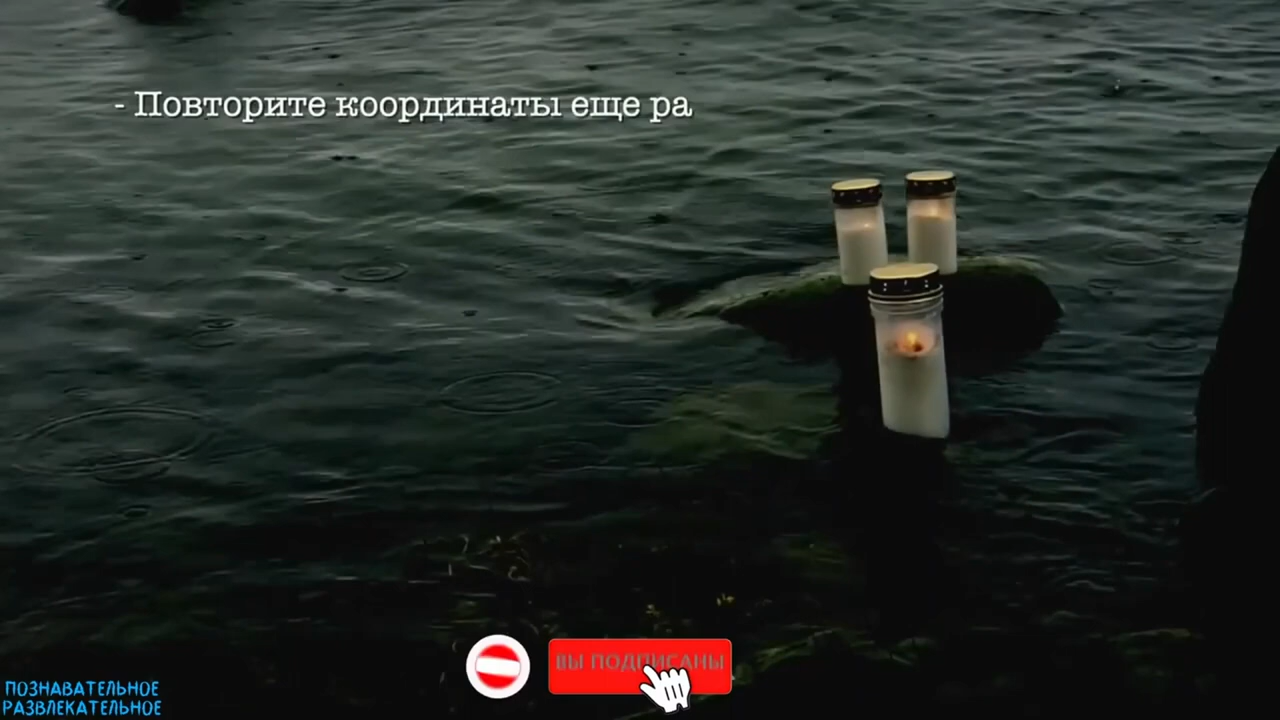 - Повторите координаты еще ра
ВЫ ПОДПИСАНЫ
ПОЗНАВАТЕЛЬНОЕ
РАЗВЛЕКАТЕЛЬНОЕ